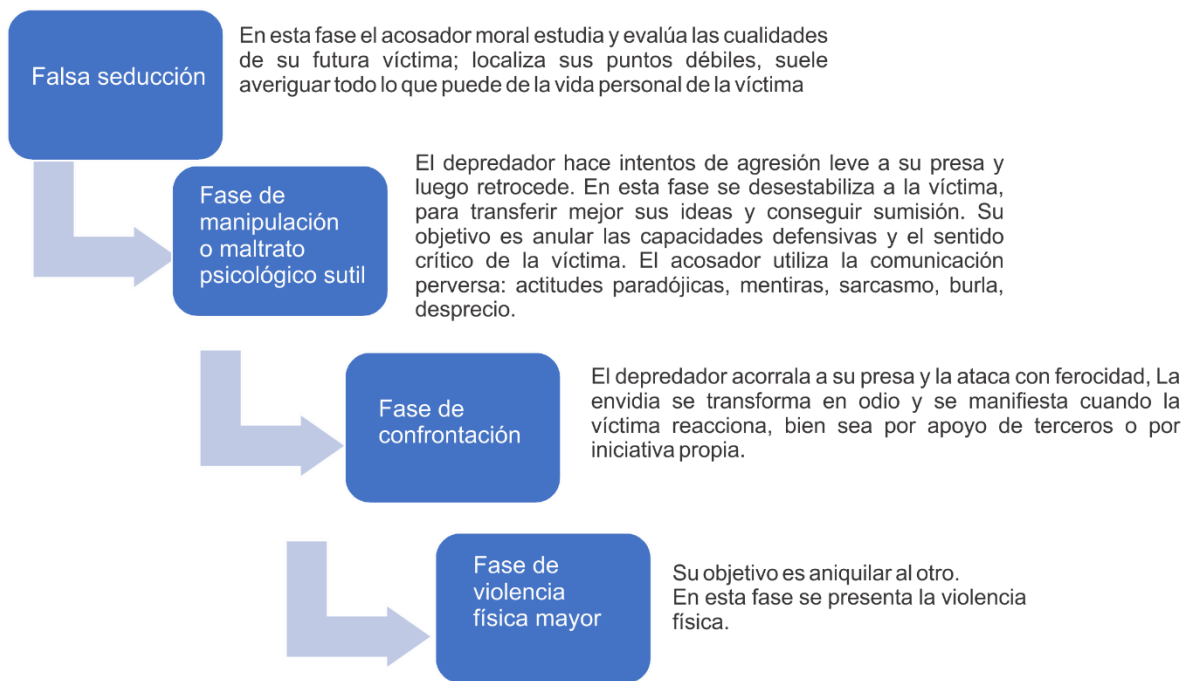 Falsa seducción
En esta fase el acosador moral estudia y evalúa las cualidades
de su futura víctima; localiza sus puntos débiles, suele
averiguar todo lo que puede de la vida personal de la víctima
Fase de
manipulación
o maltrato
psicológico sutil
El depredador hace intentos de agresión leve a su presa y
luego retrocede. En esta fase se desestabiliza a la víctima,
para transferir mejor sus ideas y conseguir sumisión. Su
objetivo es anular las capacidades defensivas y el sentido
crítico de la víctima. El acosador utiliza la comunicación
perversa: actitudes paradójicas, mentiras, sarcasmo, burla,
desprecio.
Fase de
confrontación
El depredador acorrala a su presa y la ataca con ferocidad, La
envidia se transforma en odio y se manifiesta cuando la
víctima reacciona, bien sea por apoyo de terceros o por
iniciativa propia.
Fase de
violencia
física mayor
Su objetivo es aniquilar al otro.
En esta fase se presenta la violencia
física.